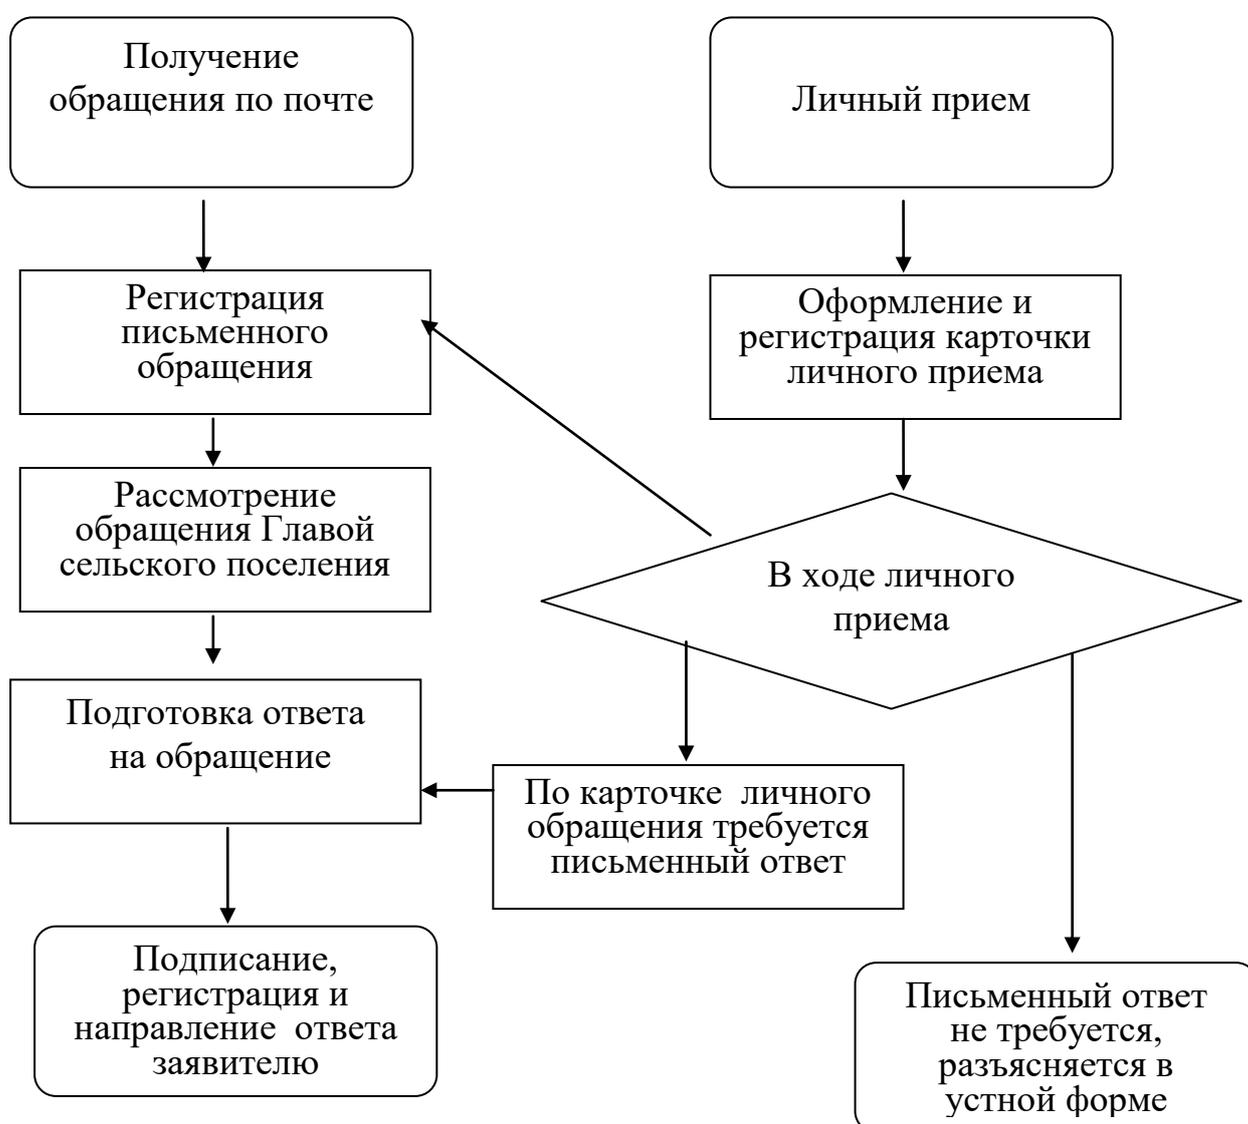 Получение
обращения по почте
Личный прием
Регистрация
письменного
обращения
Оформление и
регистрация карточки
личного приема
Рассмотрение
обращения Главой
сельского поселения
В ходе личного
приема
Подготовка ответа
на обращение
По карточке  личного
обращения требуется
письменный ответ
Подписание,
регистрация и
направление  ответа
заявителю
Письменный ответ
не требуется,
разъясняется в
устной форме